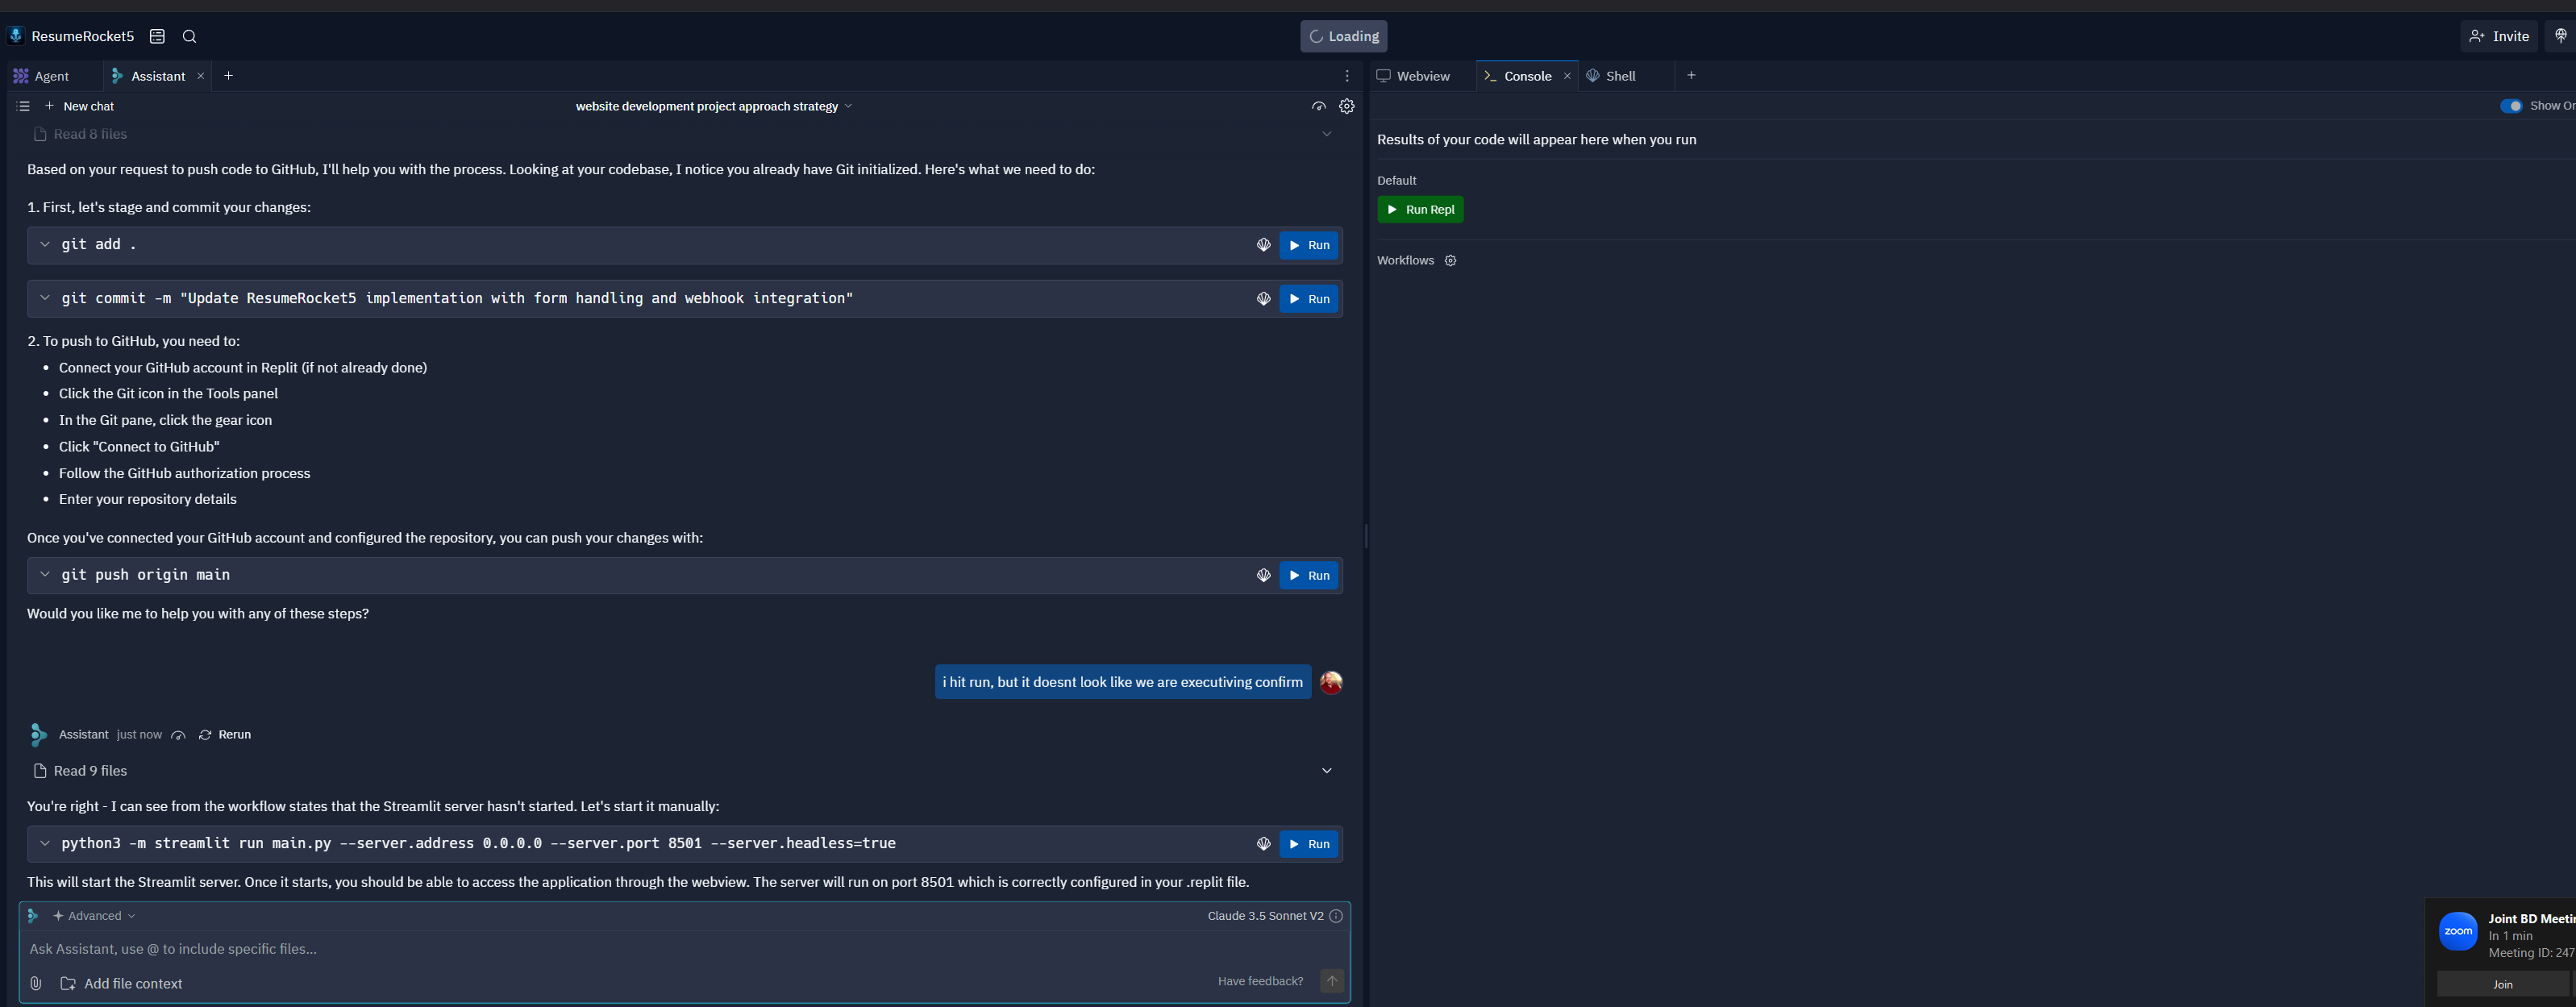 ResumeRocket5
Loading
Invite
Agent
Assistant
Webview
Console
Shell
New chat
website development project approach strategy
Show On
Read 8 files
Results of your code will appear here when you run
Based on your request to push code to GitHub, I'll help you with the process. Looking at your codebase, I notice you already have Git initialized. Here's what we need to do:
Default
Run Repl
1. First, let's stage and commit your changes:
git add .
Run
Workflows
git commit -m "Update ResumeRocket5 implementation with form handling and webhook integration"
Run
2. To push to GitHub, you need to:
• Connect your GitHub account in Replit (if not already done)
• Click the Git icon in the Tools panel
• In the Git pane, click the gear icon
• Click "Connect to GitHub"
• Follow the GitHub authorization process
• Enter your repository details
Once you've connected your GitHub account and configured the repository, you can push your changes with:
git push origin main
Run
Would you like me to help you with any of these steps?
i hit run, but it doesnt look like we are executiving confirm
Assistant just now Rerun
Read 9 files
You're right - I can see from the workflow states that the Streamlit server hasn't started. Let's start it manually:
python3 -m streamlit run main.py --server.address 0.0.0.0 --server.port 8501 --server.headless=true
Run
This will start the Streamlit server. Once it starts, you should be able to access the application through the webview. The server will run on port 8501 which is correctly configured in your .replit file.
Advanced
Claude 3.5 Sonnet V2
Ask Assistant, use @ to include specific files...
Add file context
Have feedback?
zoom
Joint BD Meetin
In 1 min
Meeting ID: 247
Join